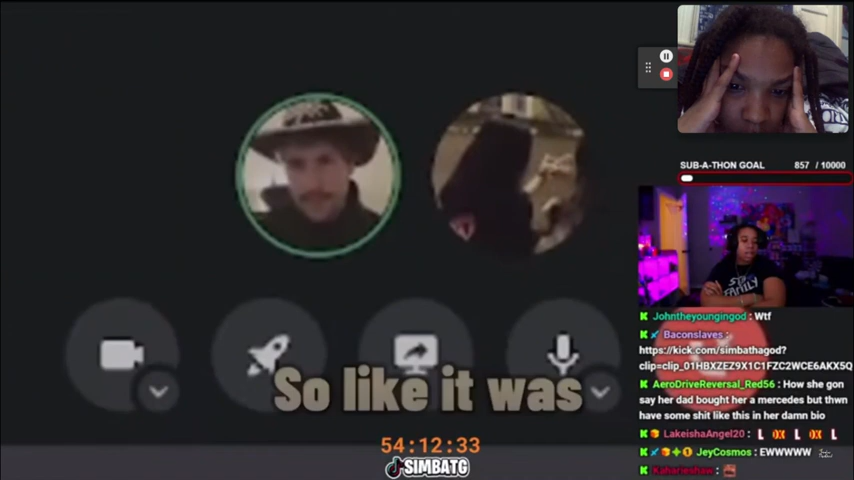 SUB-A-THON GOAL 857 / 10000
FAMILY
Johntheyoungingod : Wtf
Baconslaves :
https://kick.com/simbathagod?
clip=clip_01HBXZEZ9X1C1FZC2WCE6AKX5Q
AeroDriveReversal_Red56 : How she gon
say her dad bought her a mercedes but thwn
have some shit like this in her damn bio
LakeishaAngel20 : L L L
JeyCosmos : EWWWWW
So like it was
54:12:33
SIMBATG